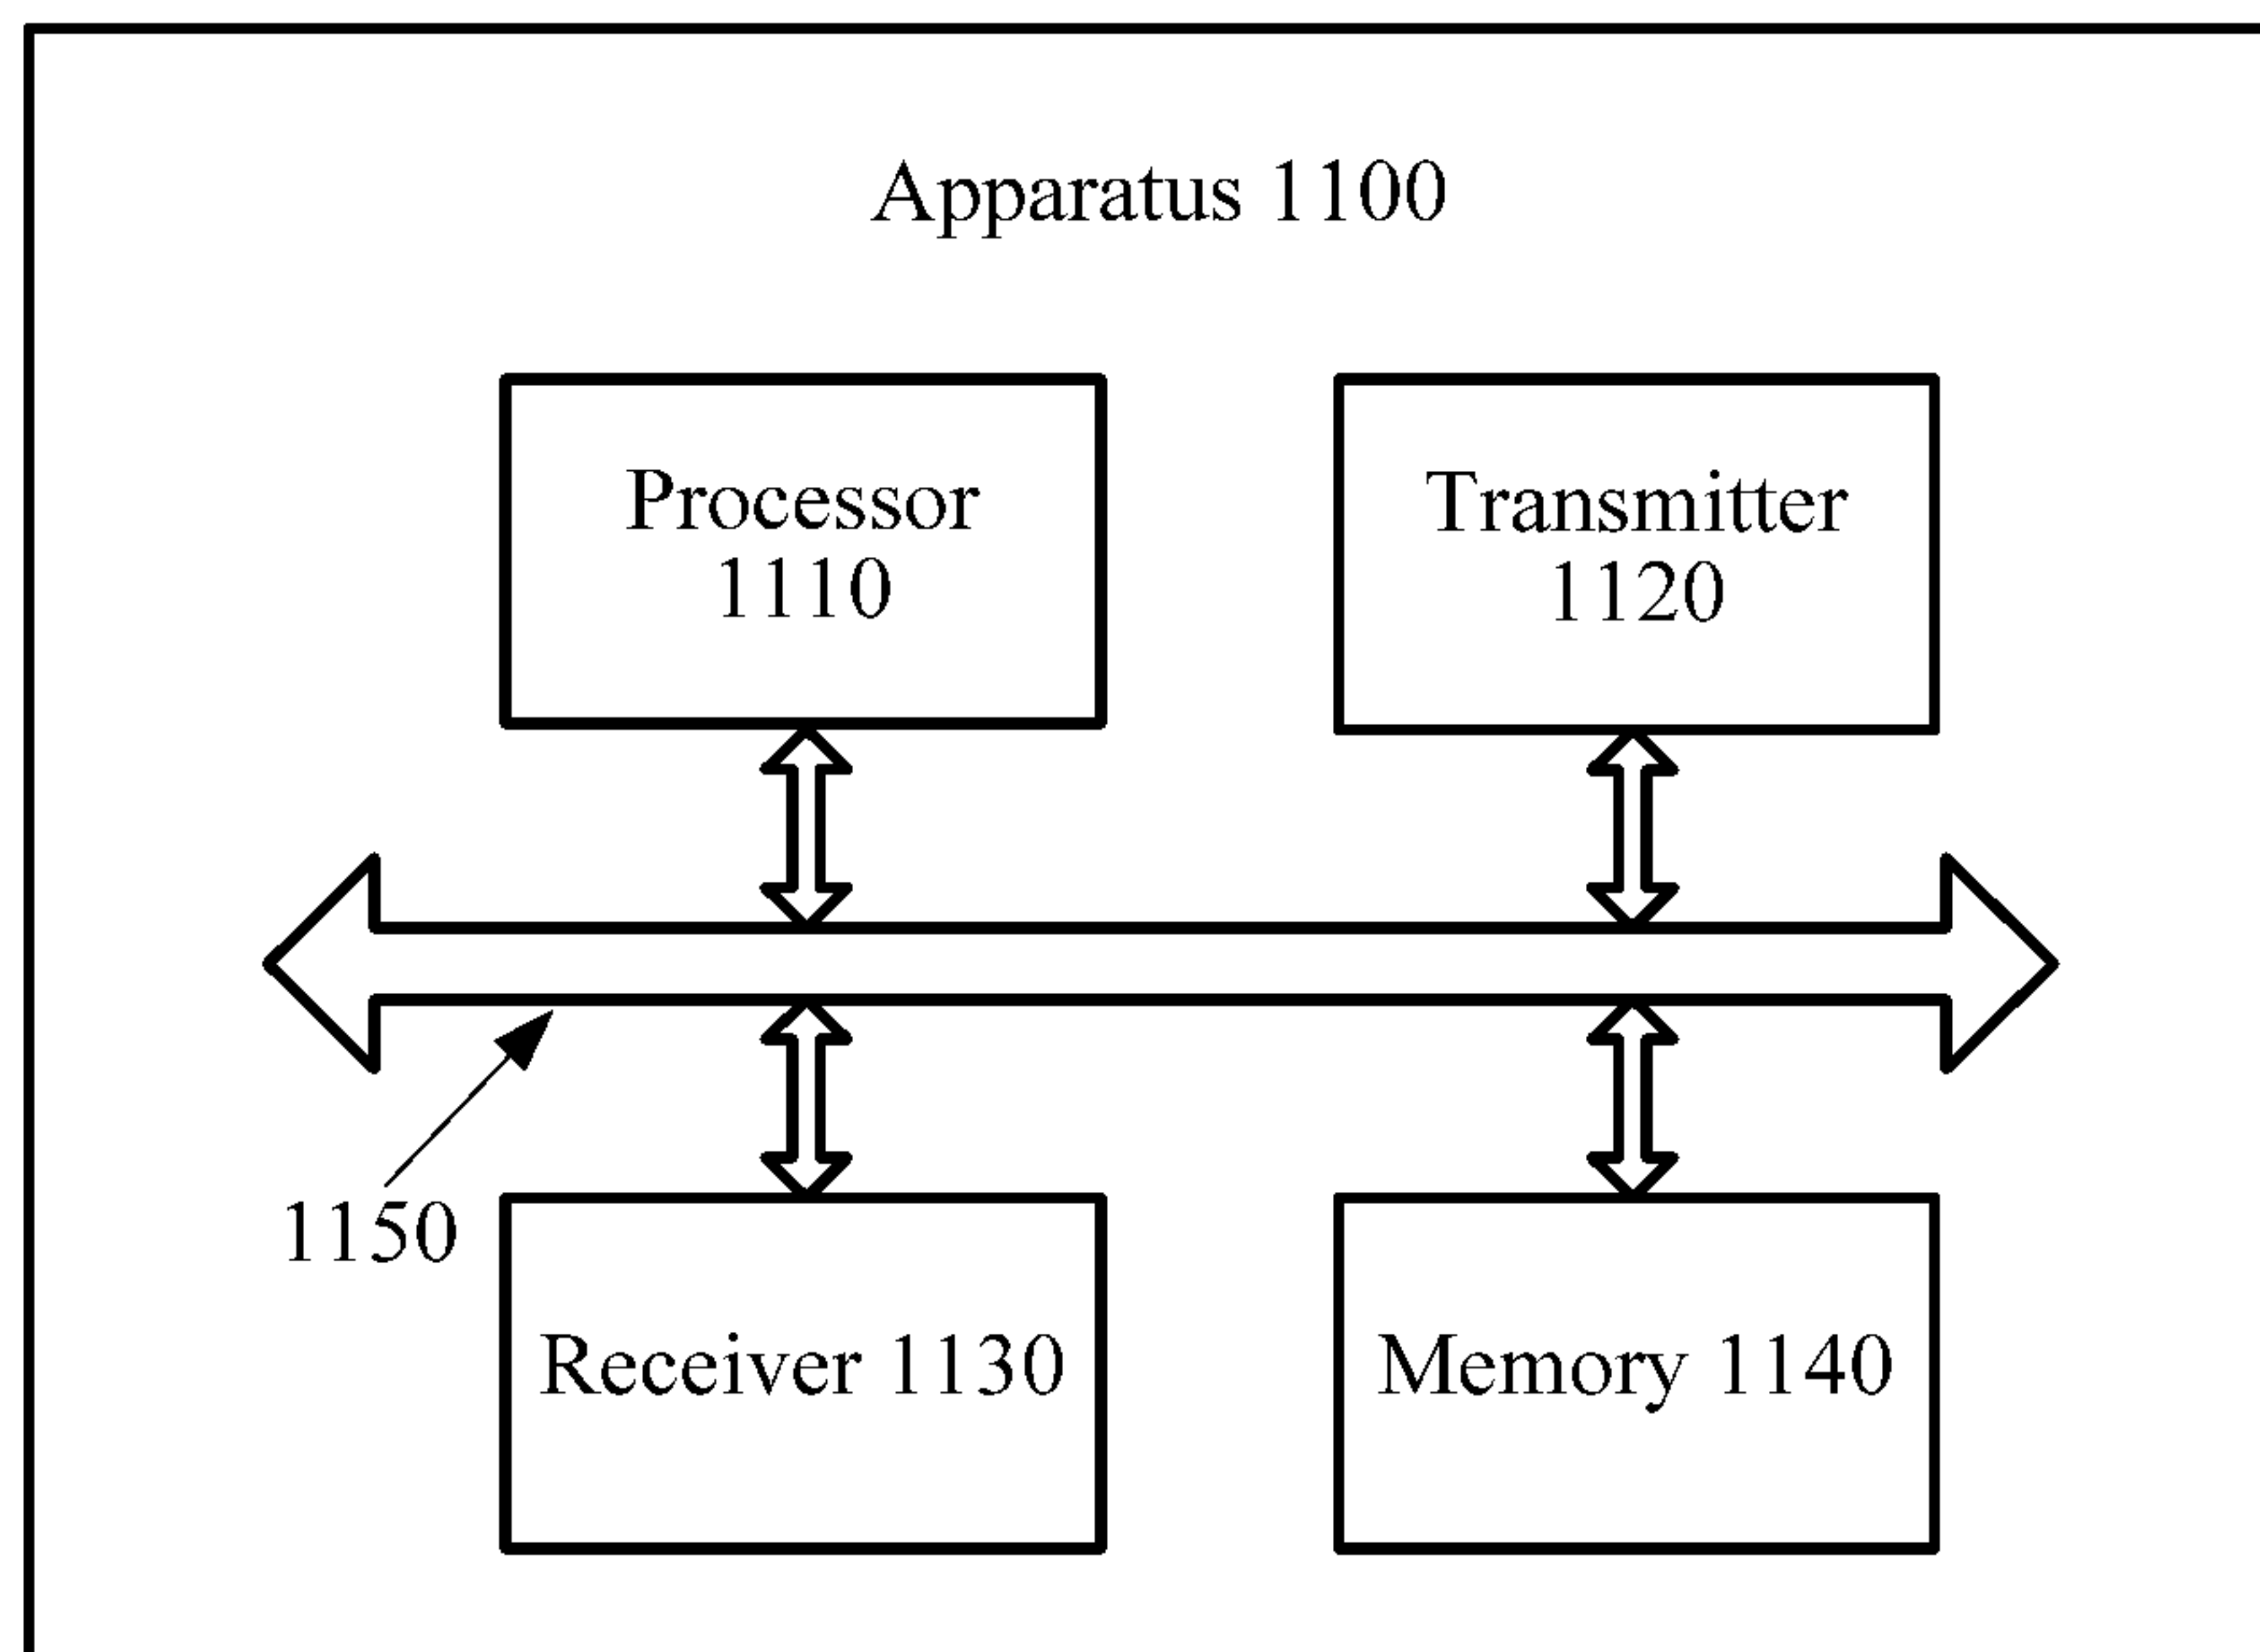 Apparatus 1100
Processor
1110
Transmitter
1120
1150
Receiver 1130
Memory 1140